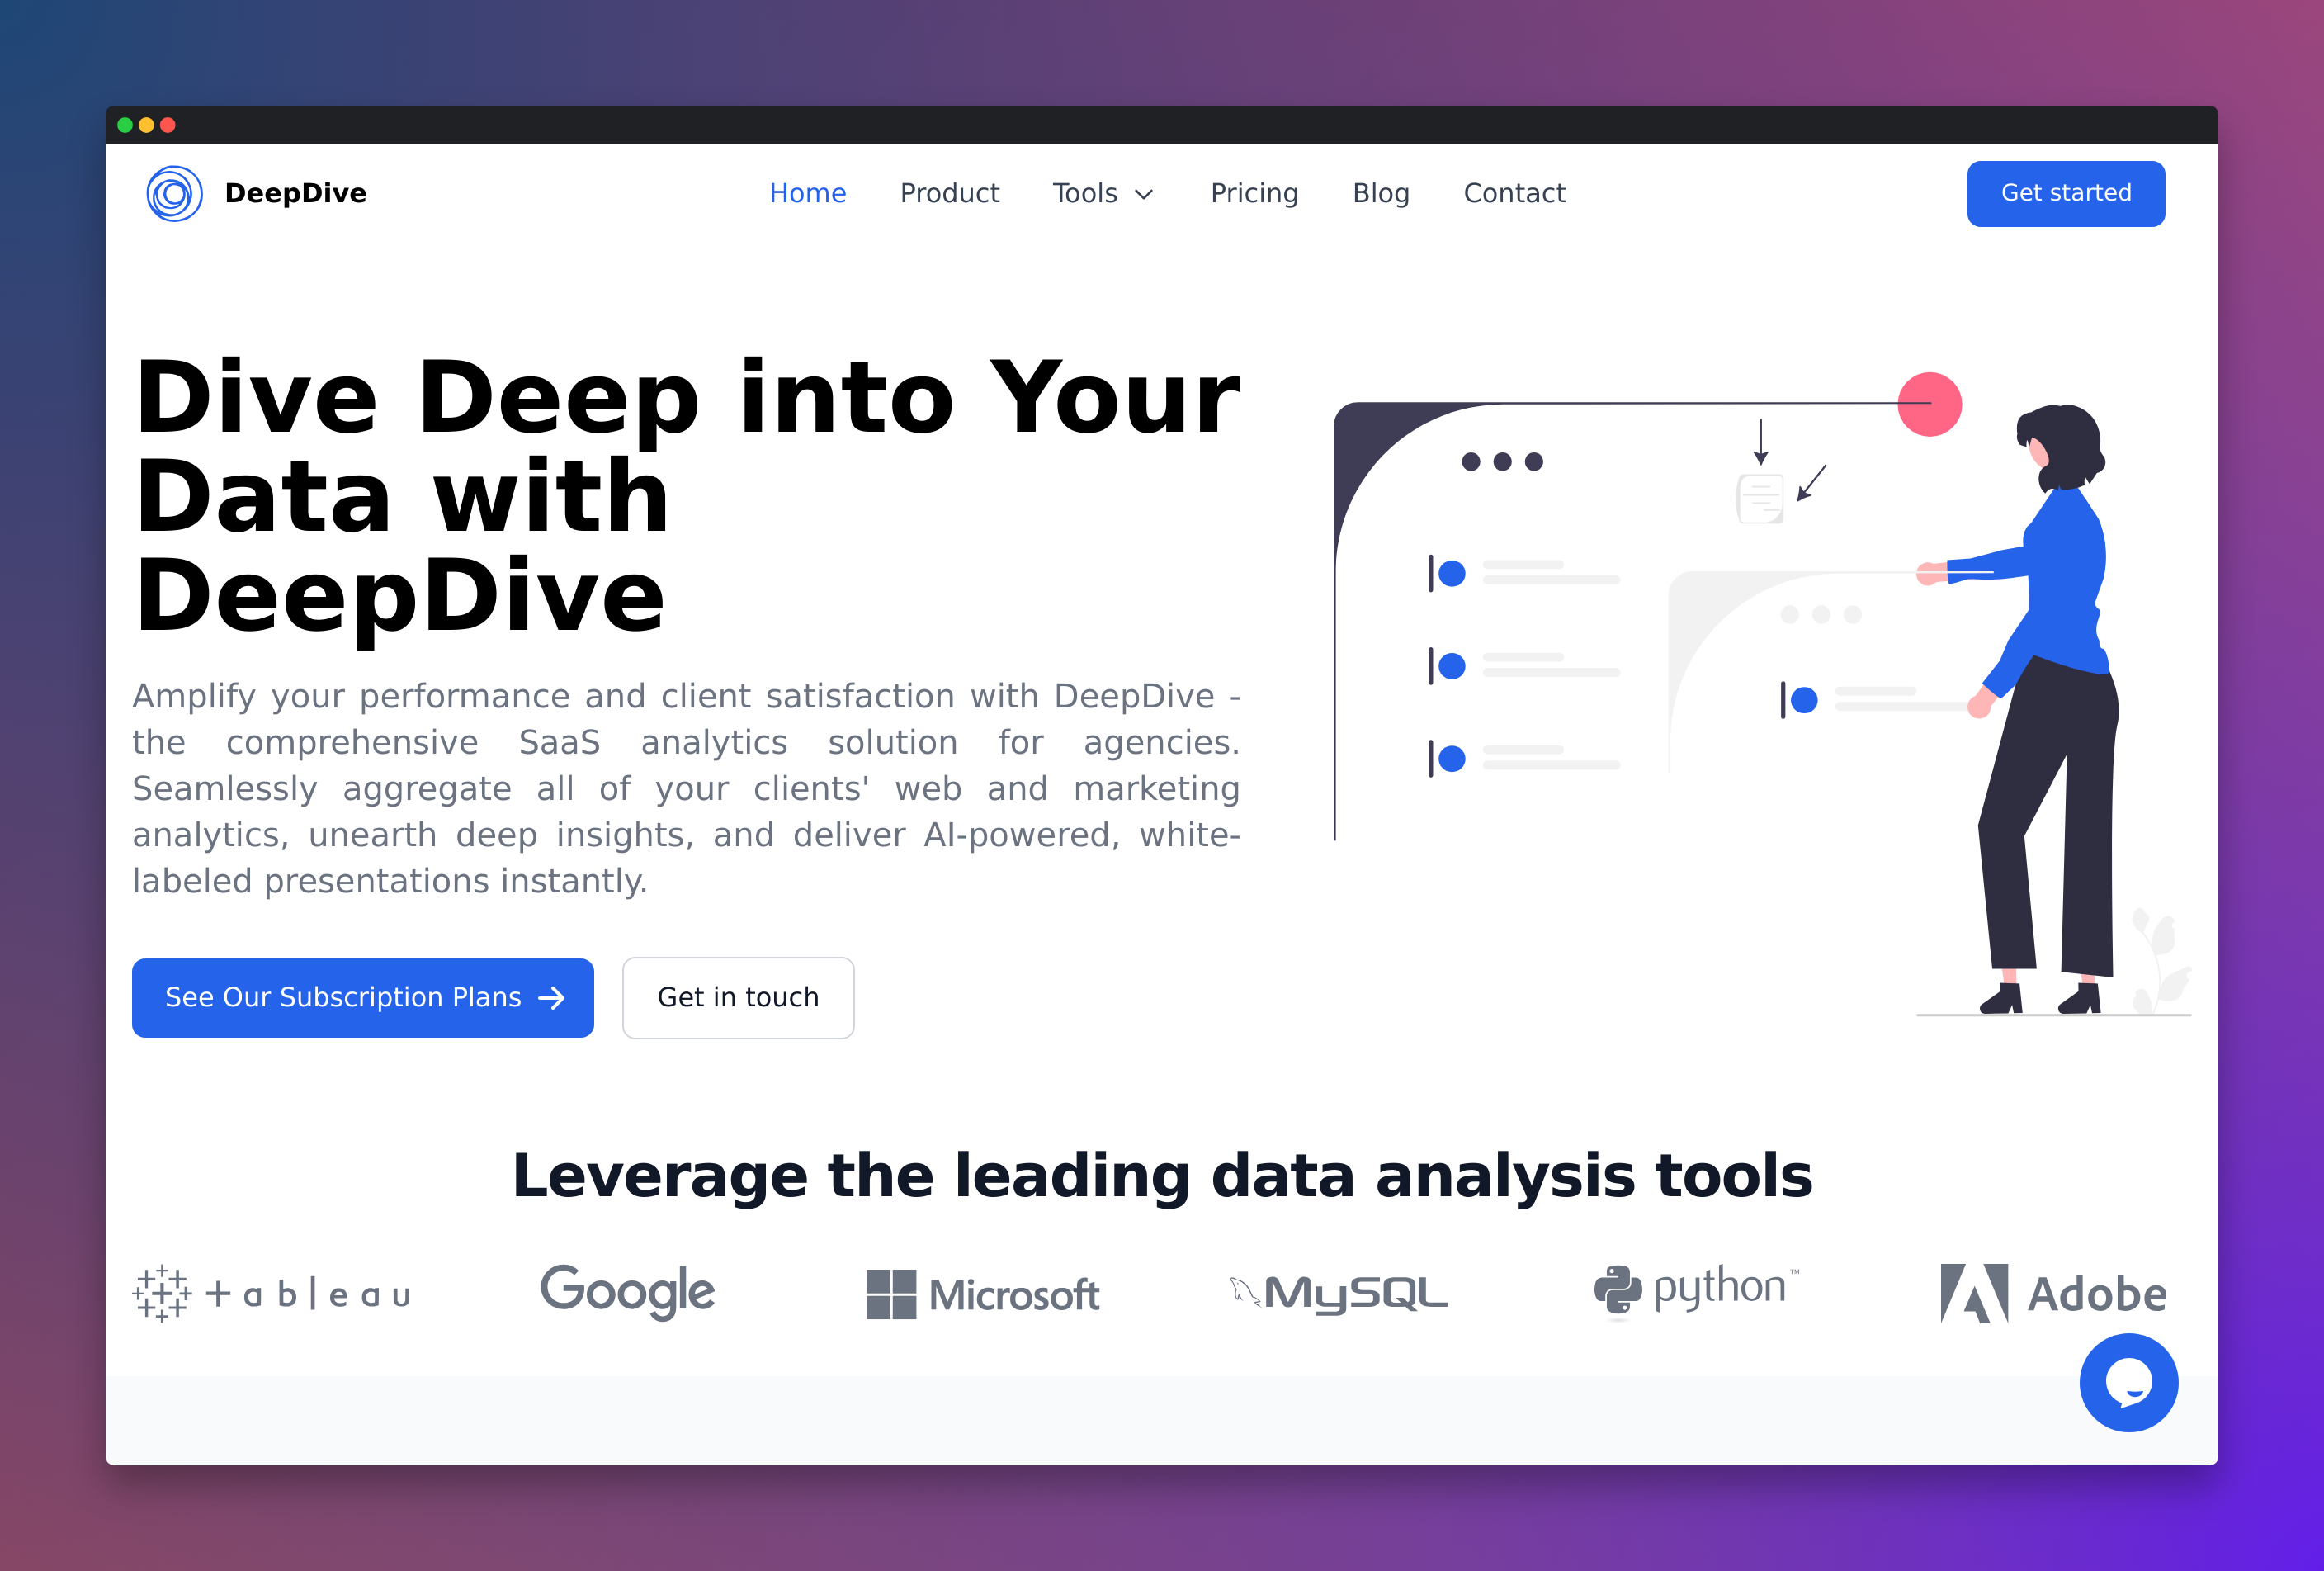 DeepDive
Home Product Tools Pricing Blog Contact
Get started
Dive Deep into Your
Data with
DeepDive
Amplify your performance and client satisfaction with DeepDive -
the comprehensive SaaS analytics solution for agencies.
Seamlessly aggregate all of your clients' web and marketing
analytics, unearth deep insights, and deliver AI-powered, white-
labeled presentations instantly.
See Our Subscription Plans →
Get in touch
Leverage the leading data analysis tools
+ableau
Google
Microsoft
MySQL
python™
Adobe